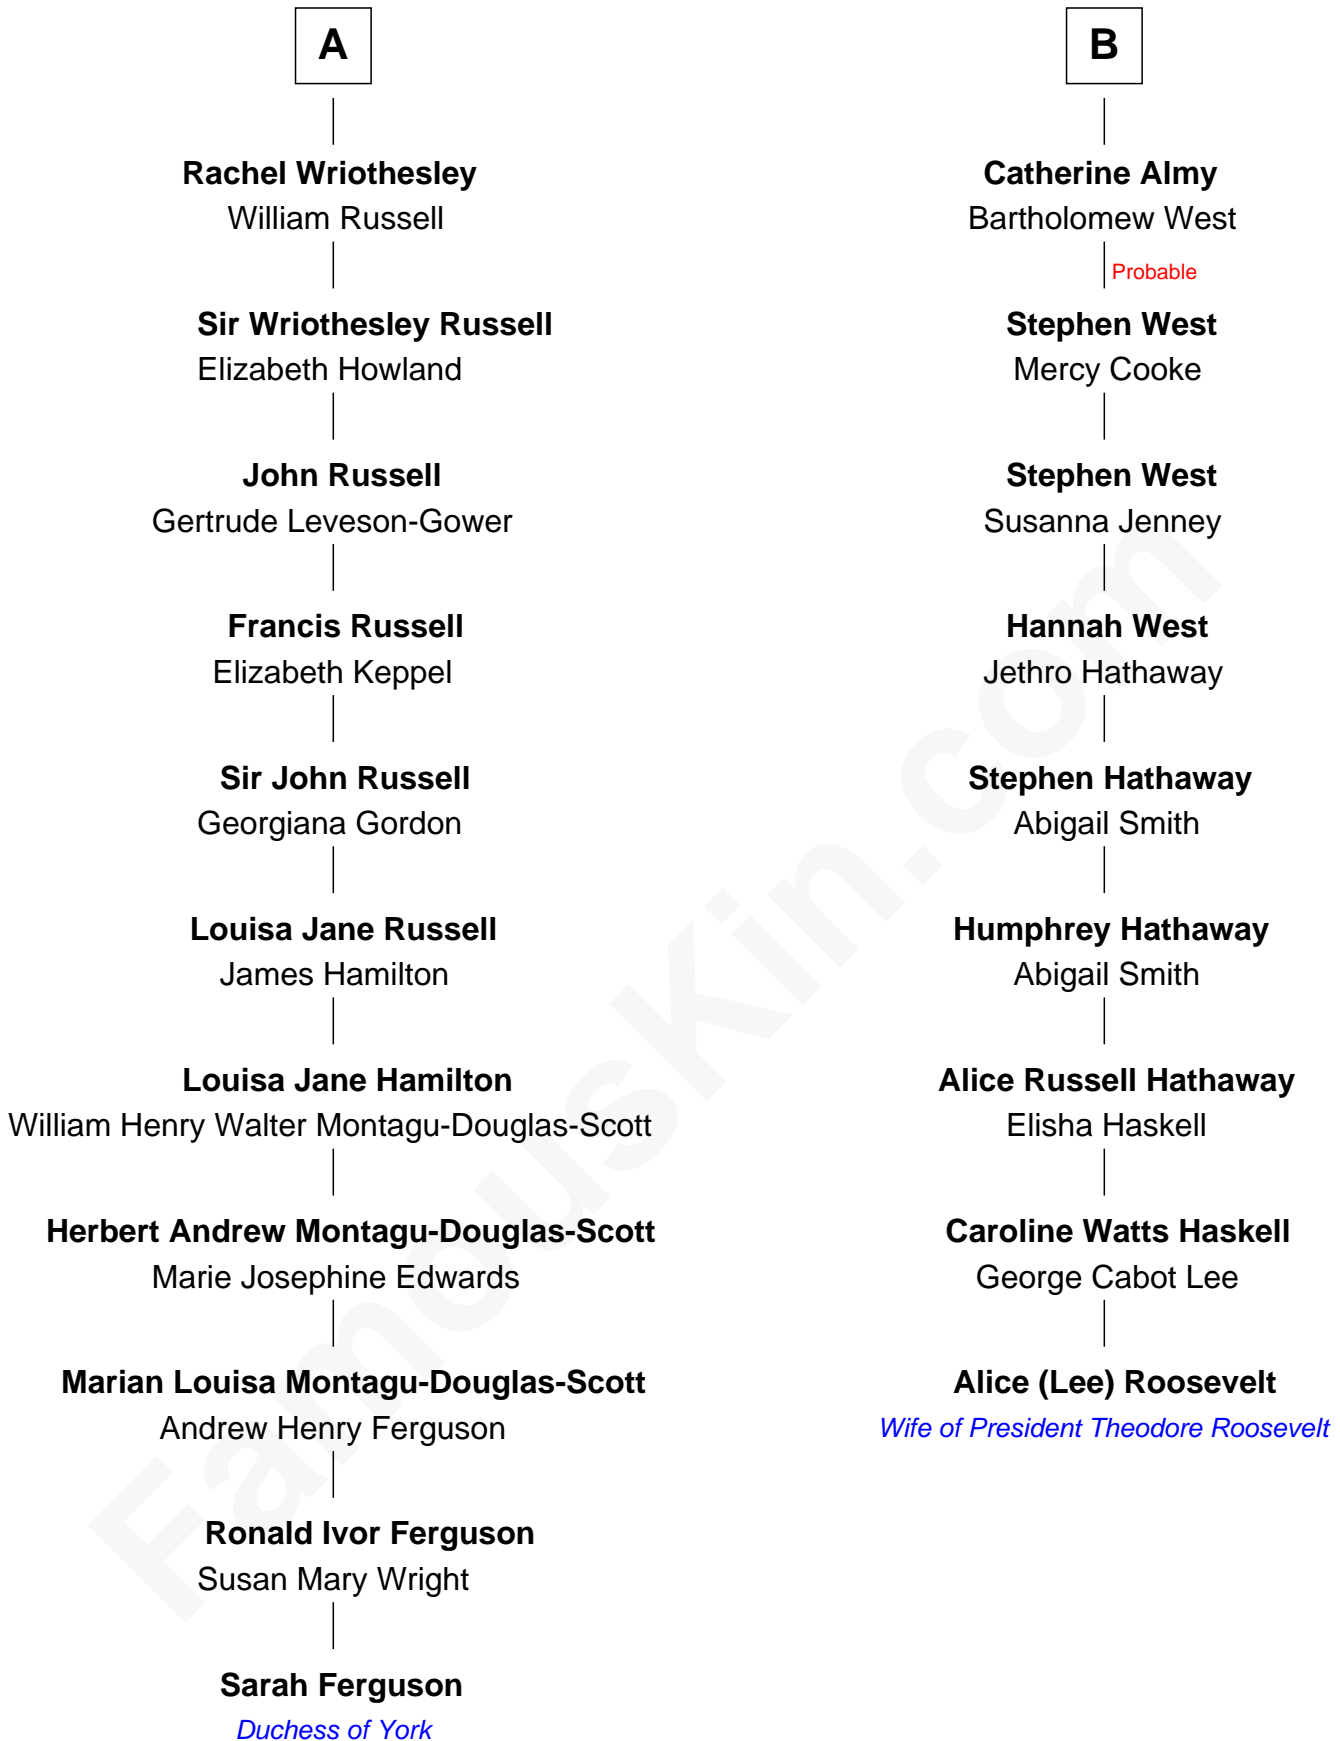 A
Rachel Wriothesley
William Russell
Sir Wriothesley Russell
Elizabeth Howland
John Russell
Gertrude Leveson-Gower
Francis Russell
Elizabeth Keppel
Sir John Russell
Georgiana Gordon
Louisa Jane Russell
James Hamilton
Louisa Jane Hamilton
William Henry Walter Montagu-Douglas-Scott
Herbert Andrew Montagu-Douglas-Scott
Marie Josephine Edwards
Marian Louisa Montagu-Douglas-Scott
Andrew Henry Ferguson
Ronald Ivor Ferguson
Susan Mary Wright
Sarah Ferguson
Duchess of York
B
Catherine Almy
Bartholomew West
Probable
Stephen West
Mercy Cooke
Stephen West
Susanna Jenney
Hannah West
Jethro Hathaway
Stephen Hathaway
Abigail Smith
Humphrey Hathaway
Abigail Smith
Alice Russell Hathaway
Elisha Haskell
Caroline Watts Haskell
George Cabot Lee
Alice (Lee) Roosevelt
Wife of President Theodore Roosevelt
FamousKin.com